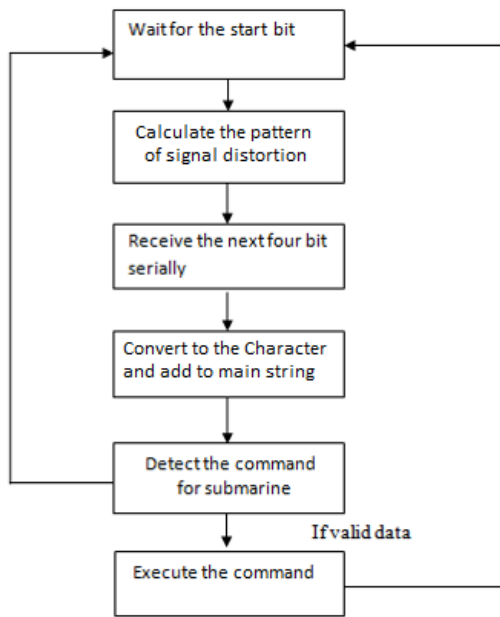 Wait for the start bit
Calculate the pattern
of signal distortion
Receive the next four bit
serially
Convert to the Character
and add to main string
Detect the command
for submarine
If valid data
Execute the command